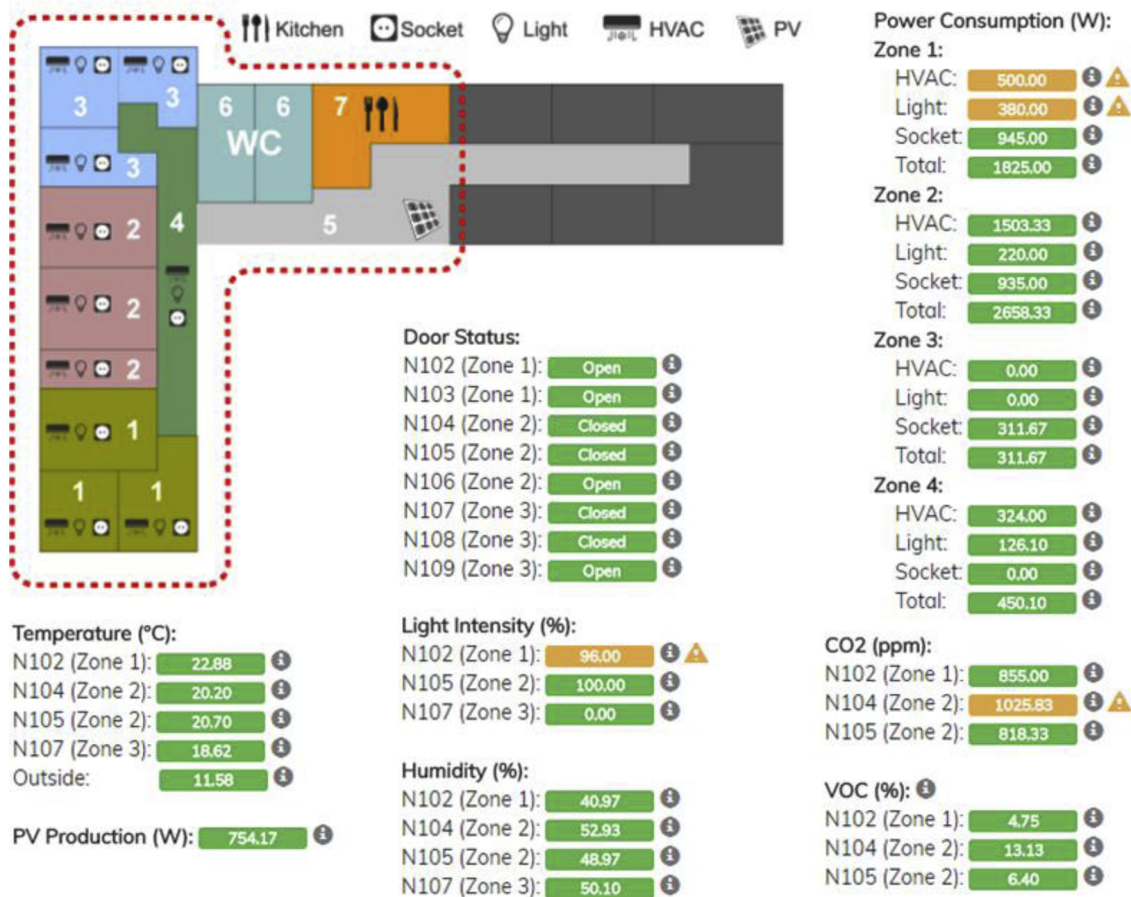 Kitchen Socket Light HVAC PV
3 3
6 6
WC
7
3
2
4
5
2
2
1
1 1
Power Consumption (W):
Zone 1:
HVAC: 500.00
Light: 380.00
Socket: 945.00
Total: 1825.00
Zone 2:
HVAC: 1503.33
Light: 220.00
Socket: 935.00
Total: 2658.33
Zone 3:
HVAC: 0.00
Light: 0.00
Socket: 311.67
Total: 311.67
Zone 4:
HVAC: 324.00
Light: 126.10
Socket: 0.00
Total: 450.10
Door Status:
N102 (Zone 1): Open
N103 (Zone 1): Open
N104 (Zone 2): Closed
N105 (Zone 2): Closed
N106 (Zone 2): Open
N107 (Zone 3): Closed
N108 (Zone 3): Closed
N109 (Zone 3): Open
Temperature (ºC):
N102 (Zone 1): 22.88
N104 (Zone 2): 20.20
N105 (Zone 2): 20.70
N107 (Zone 3): 18.62
Outside: 11.58
PV Production (W): 754.17
Light Intensity (%):
N102 (Zone 1): 96.00
N105 (Zone 2): 100.00
N107 (Zone 3): 0.00
Humidity (%):
N102 (Zone 1): 40.97
N104 (Zone 2): 52.93
N105 (Zone 2): 48.97
N107 (Zone 3): 50.10
CO2 (ppm):
N102 (Zone 1): 855.00
N104 (Zone 2): 1025.83
N105 (Zone 2): 818.33
VOC (%):
N102 (Zone 1): 4.75
N104 (Zone 2): 13.13
N105 (Zone 2): 6.40